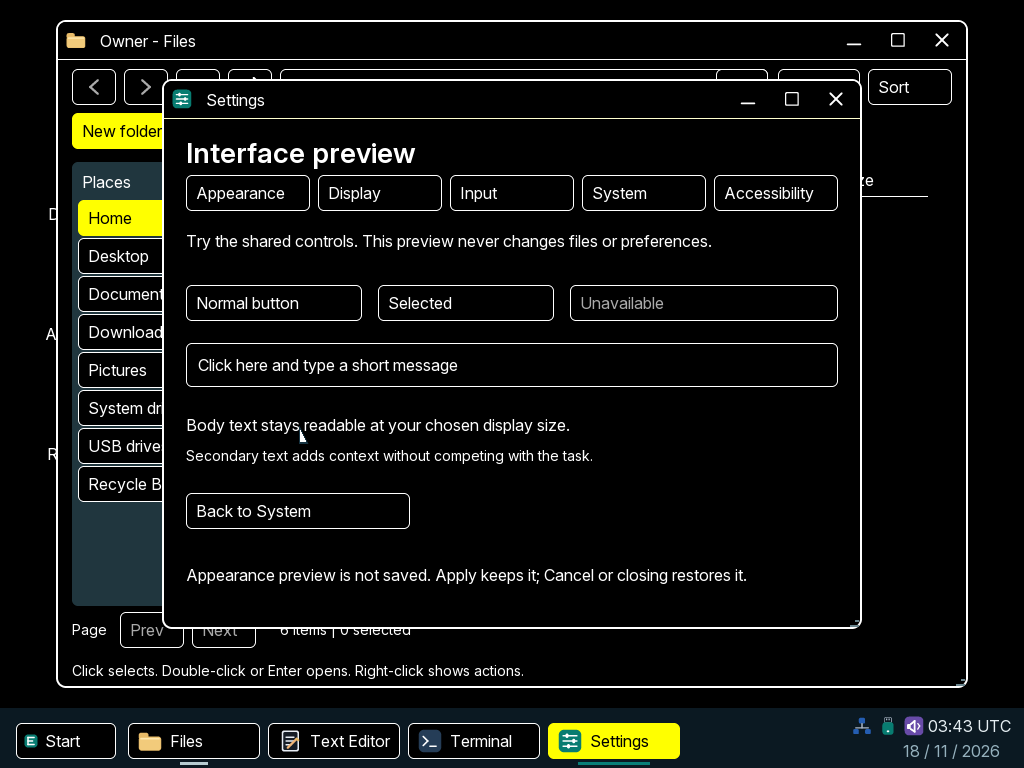 Owner - Files
Sort
Settings
New folder
Interface preview
Places
Appearance Display Input System Accessibility
Home
Try the shared controls. This preview never changes files or preferences.
Desktop
Document
Normal button Selected Unavailable
Download
Click here and type a short message
Pictures
System dri
Body text stays readable at your chosen display size.
USB drive
Secondary text adds context without competing with the task.
Recycle B
Back to System
Appearance preview is not saved. Apply keeps it; Cancel or closing restores it.
Page Prev Next 6 items | 0 selected
Click selects. Double-click or Enter opens. Right-click shows actions.
Start Files Text Editor Terminal Settings 03:43 UTC
18 / 11 / 2026